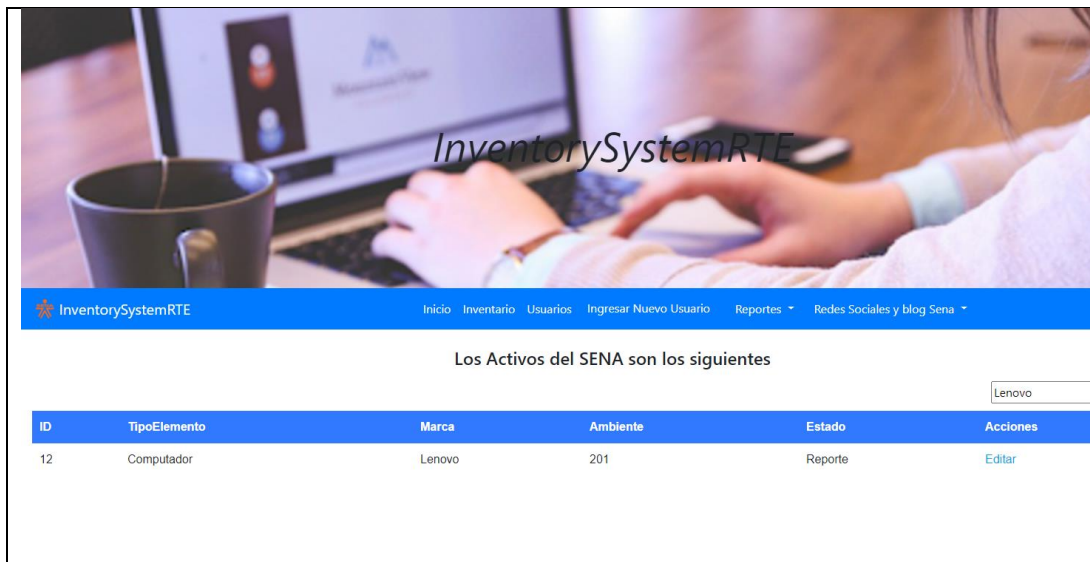 InventorySystemRTE
InventorySystemRTE Inicio Inventario Usuarios Ingresar Nuevo Usuario Reportes Redes Sociales y blog Sena
Los Activos del SENA son los siguientes
Lenovo
ID TipoElemento Marca Ambiente Estado Acciones
12 Computador Lenovo 201 Reporte Editar